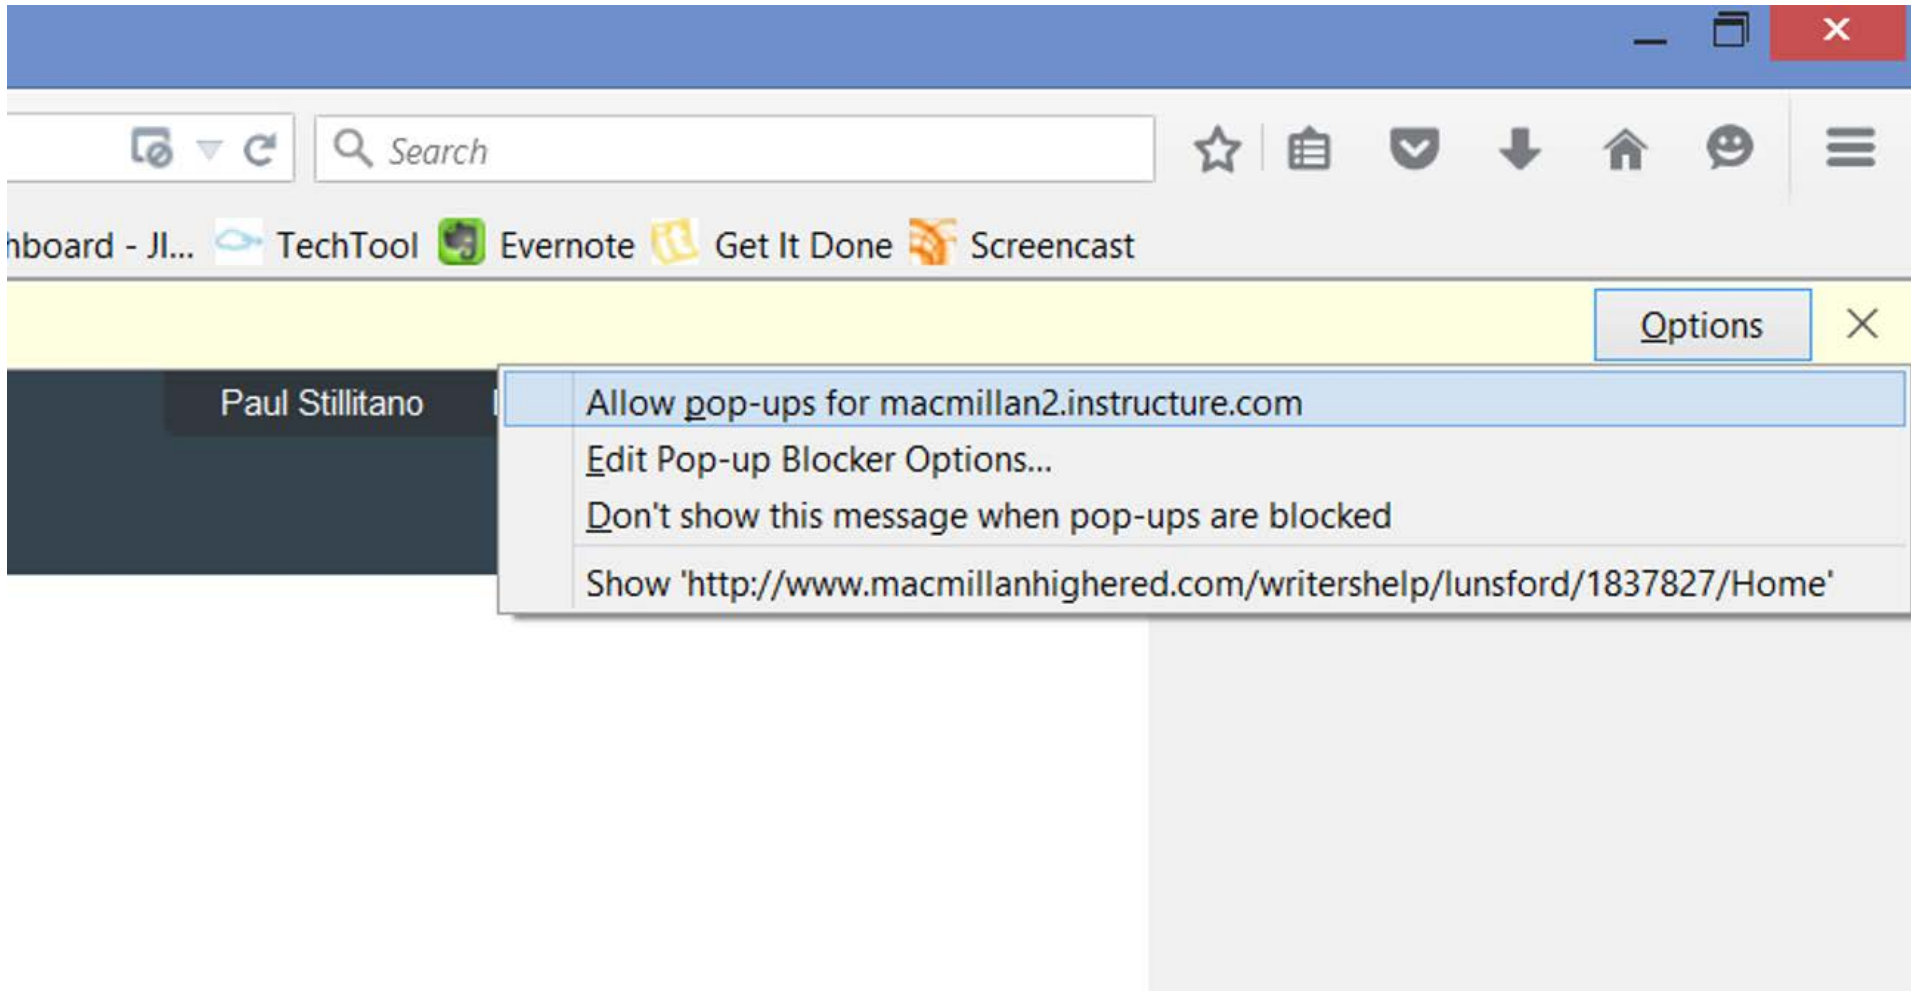 Search
hboard - JI... TechTool Evernote Get It Done Screencast
Options
Paul Stillitano
Allow pop-ups for macmillan2.instructure.com
Edit Pop-up Blocker Options...
Don't show this message when pop-ups are blocked
Show 'http://www.macmillanhighered.com/writershelp/lunsford/1837827/Home'